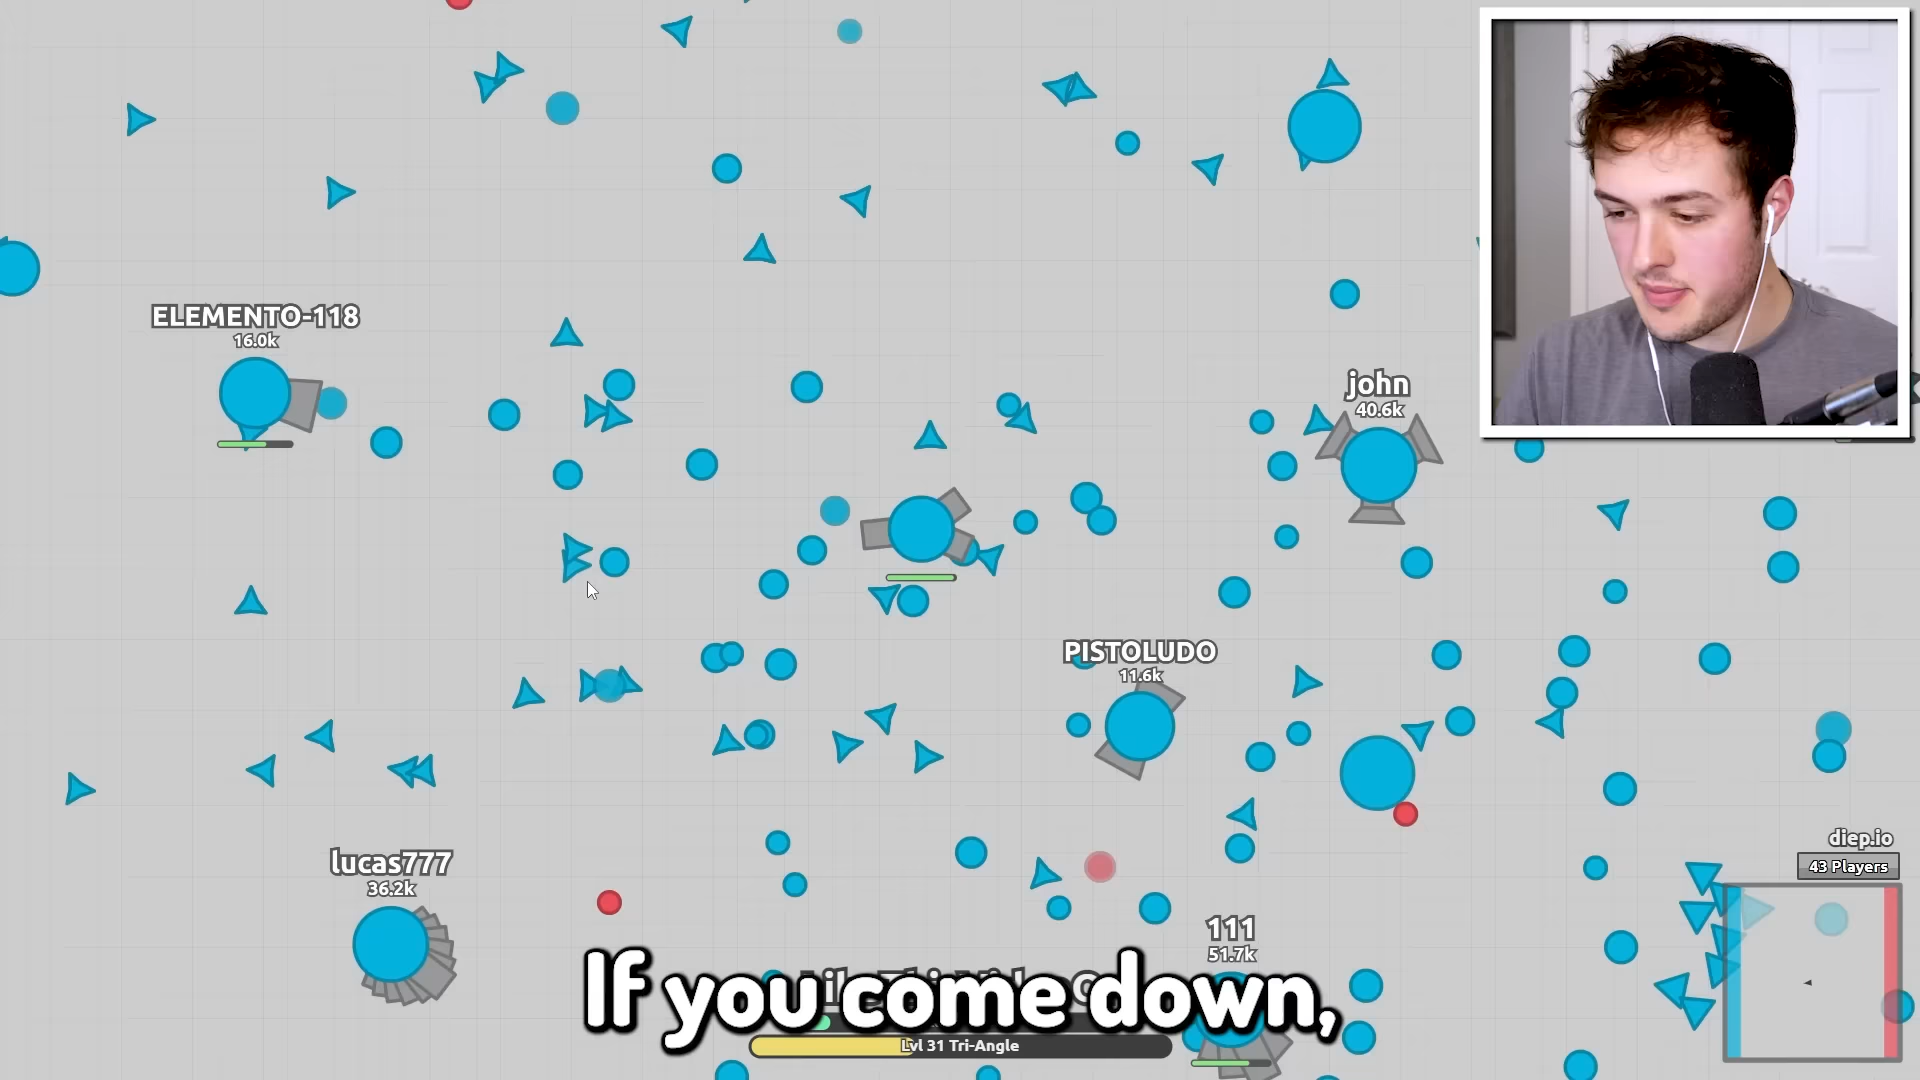 ELEMENTO-118
16.0k
john
40.6k
PISTOLUDO
11.6k
lucas777
36.2k
111
51.7k
diep.io
43 Players
If you come down,
Lvl 31 Tri-Angle